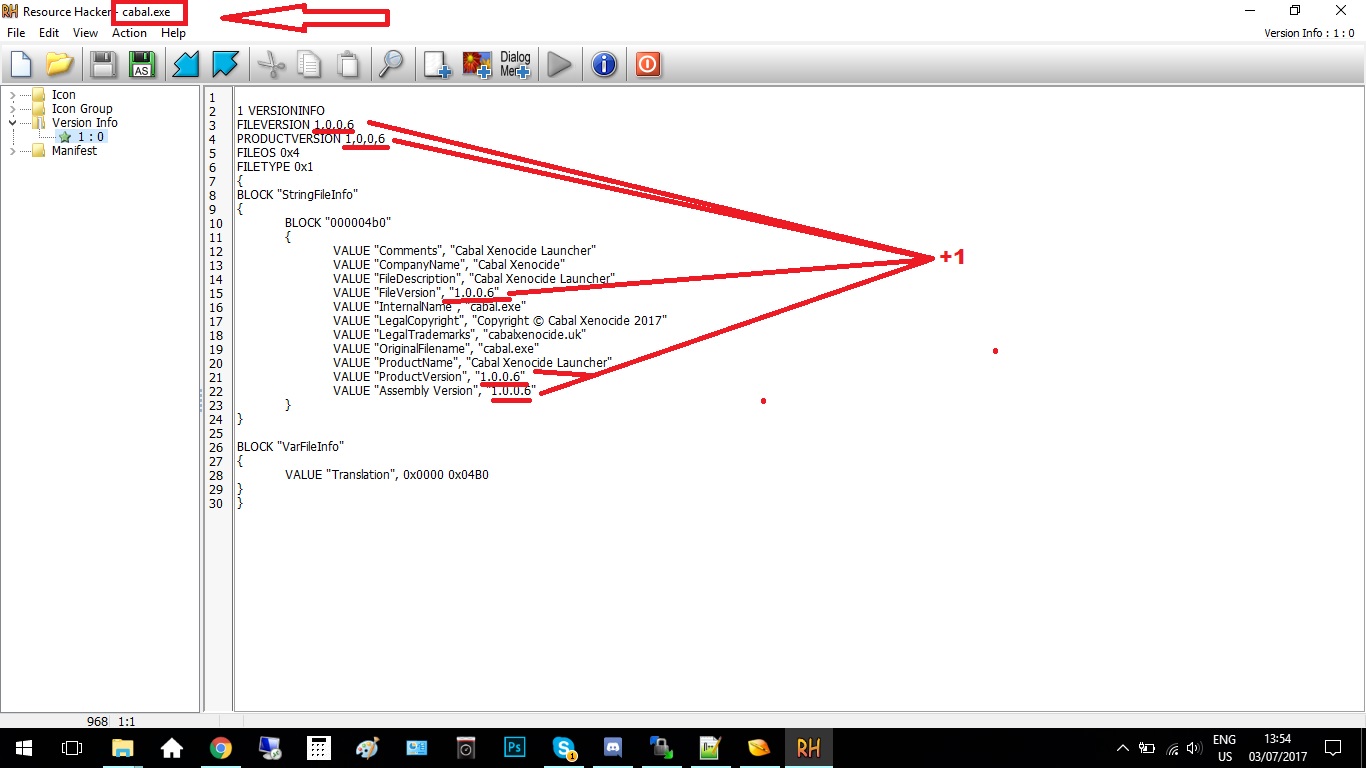 Resource Hacker - cabal.exe
File Edit View Action Help
Version Info : 1 : 0
AS
Dialog
Menu
Icon
Icon Group
Version Info
1 : 0
Manifest
1
2 1 VERSIONINFO
3 FILEVERSION 1,0,0,6
4 PRODUCTVERSION 1,0,0,6
5 FILEOS 0x4
6 FILETYPE 0x1
7 {
8 BLOCK "StringFileInfo"
9 {
10 BLOCK "000004b0"
11 {
12 VALUE "Comments", "Cabal Xenocide Launcher"
13 VALUE "CompanyName", "Cabal Xenocide"
14 VALUE "FileDescription", "Cabal Xenocide Launcher"
15 VALUE "FileVersion", "1.0.0.6"
16 VALUE "InternalName", "cabal.exe"
17 VALUE "LegalCopyright", "Copyright © Cabal Xenocide 2017"
18 VALUE "LegalTrademarks", "cabalxenocide.uk"
19 VALUE "OriginalFilename", "cabal.exe"
20 VALUE "ProductName", "Cabal Xenocide Launcher"
21 VALUE "ProductVersion", "1.0.0.6"
22 VALUE "Assembly Version", "1.0.0.6"
23 }
24 }
25
26 BLOCK "VarFileInfo"
27 {
28 VALUE "Translation", 0x0000 0x04B0
29 }
30 }
+1
968 1:1
Ps
1
RH
ENG
US
13:54
03/07/2017